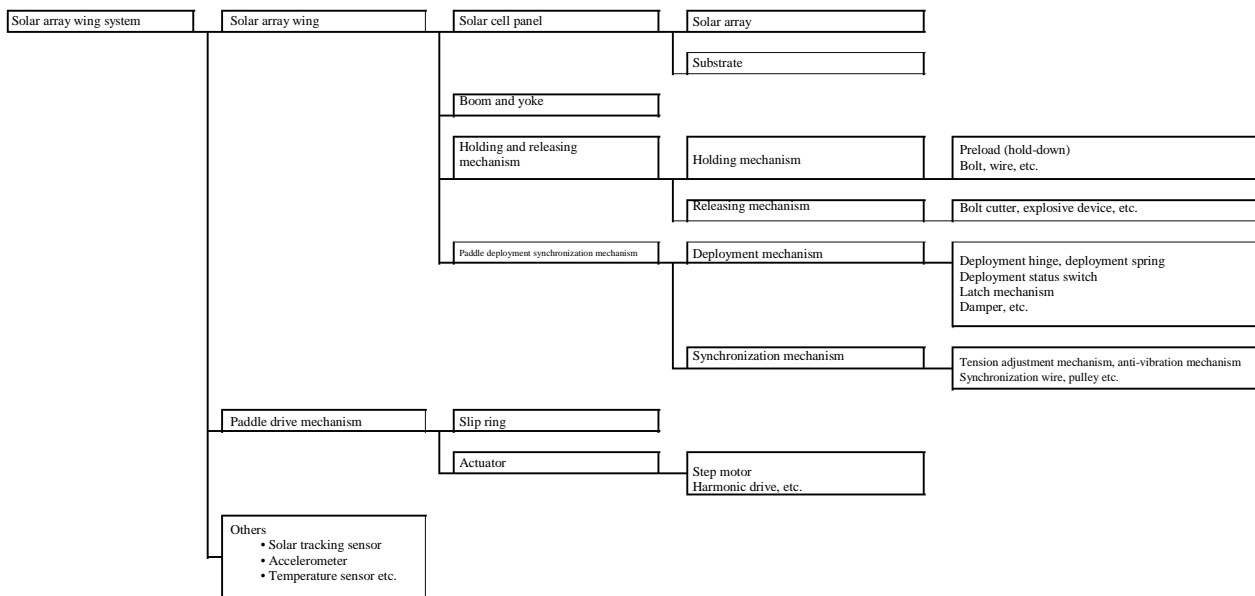 Solar array wing system
Solar array wing
Solar cell panel
Solar array
Substrate
Boom and yoke
Holding and releasing
mechanism
Holding mechanism
Preload (hold-down)
Bolt, wire, etc.
Releasing mechanism
Bolt cutter, explosive device, etc.
Paddle deployment synchronization mechanism
Deployment mechanism
Deployment hinge, deployment spring
Deployment status switch
Latch mechanism
Damper, etc.
Synchronization mechanism
Tension adjustment mechanism, anti-vibration mechanism
Synchronization wire, pulley etc.
Paddle drive mechanism
Slip ring
Actuator
Step motor
Harmonic drive, etc.
Others
• Solar tracking sensor
• Accelerometer
• Temperature sensor etc.